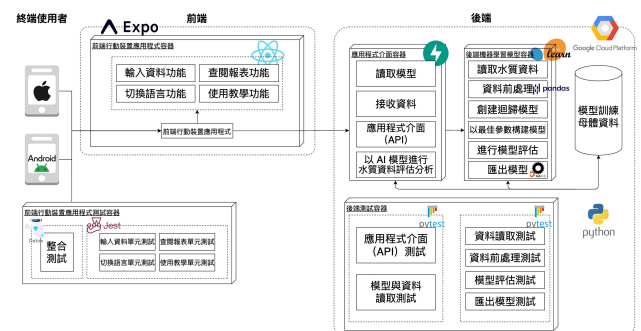 終端使用者
前端
後端
Expo
Google Cloud Platform
前端行動裝置應用程式容器
輸入資料功能
查閱報表功能
切換語言功能
使用教學功能
前端行動裝置應用程式
Android
應用程式介面容器
讀取模型
接收資料
應用程式介面
(API)
以 AI 模型進行
水質資料評估分析
後端機器學習模型容器
learn
讀取水質資料
資料前處理
pandas
創建迴歸模型
以最佳參數構建模型
進行模型評估
匯出模型
模型訓練
母體資料
前端行動裝置應用程式測試容器
Detox
整合
測試
Jest
輸入資料單元測試
查閱報表單元測試
切換語言單元測試
使用教學單元測試
後端測試容器
pytest
應用程式介面
(API) 測試
模型與資料
讀取測試
pytest
資料讀取測試
資料前處理測試
模型評估測試
匯出模型測試
python